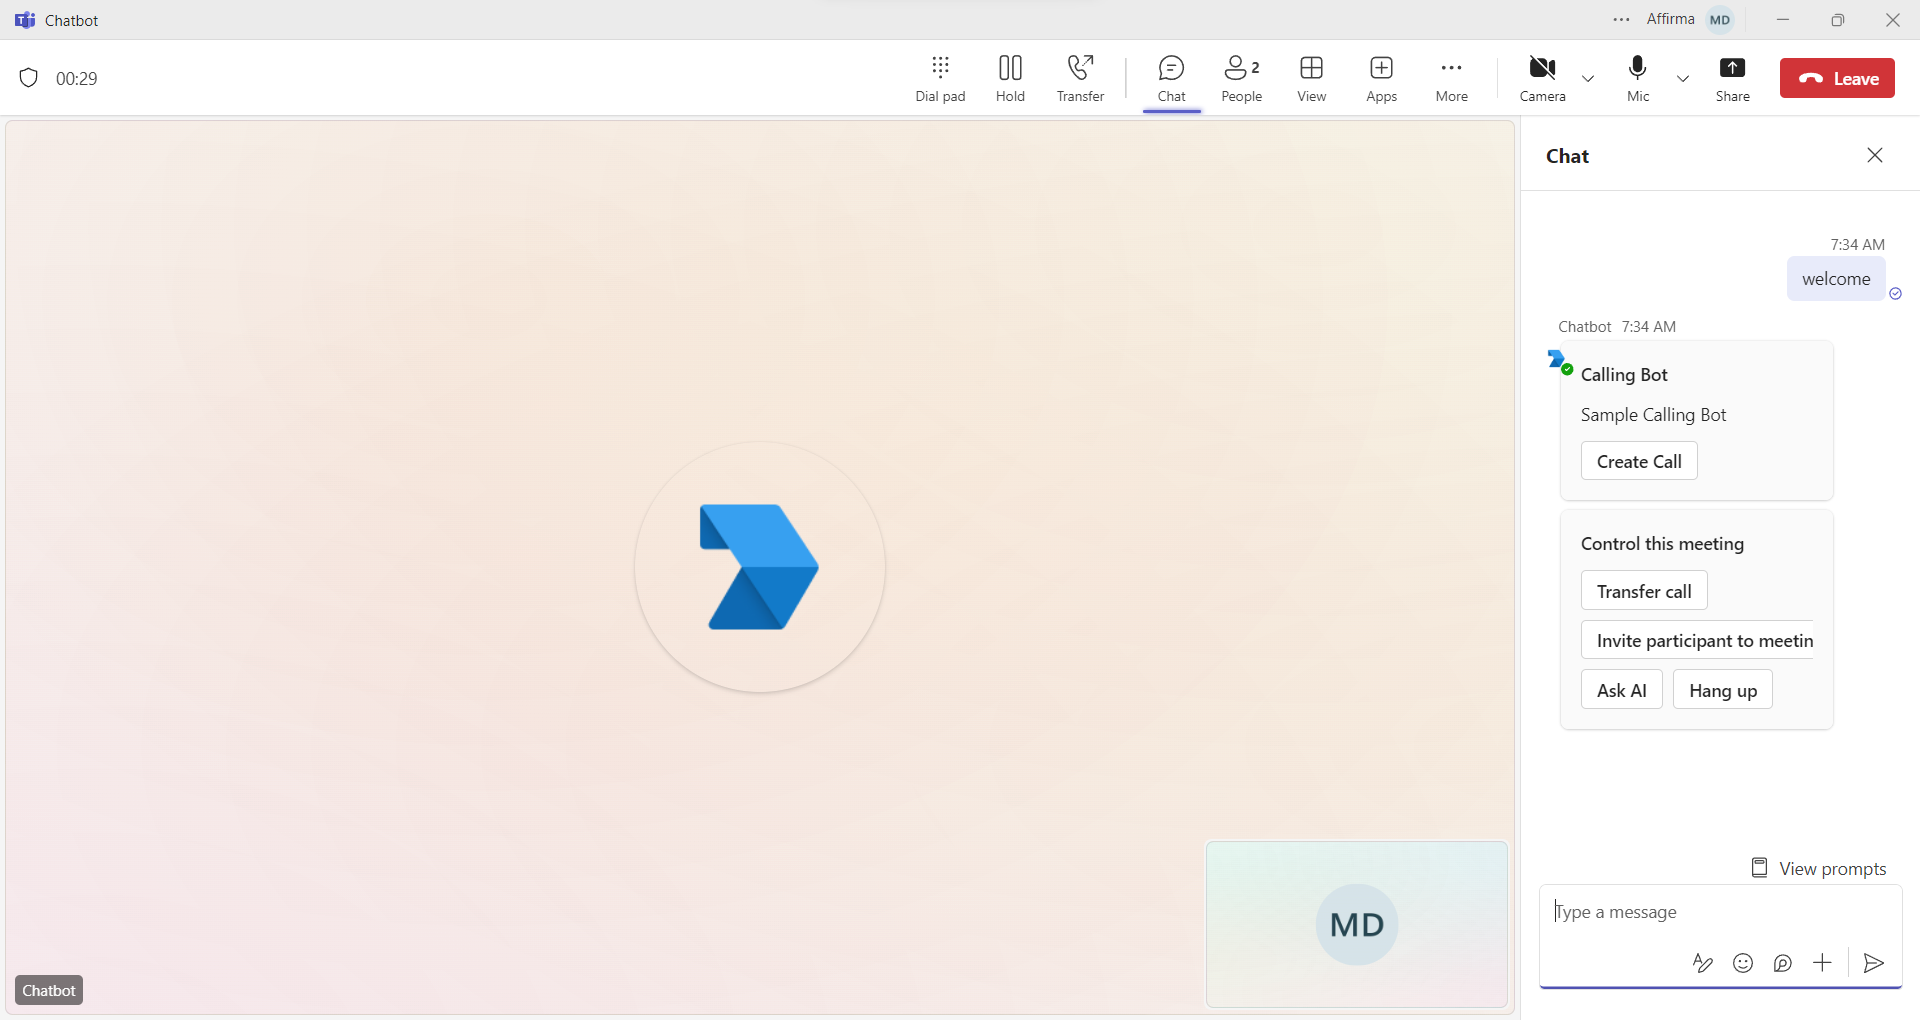 Chatbot
Affirma MD
00:29
Dial pad
Hold
Transfer
Chat
People 2
View
Apps
More
Camera
Mic
Share
Leave
Chatbot
MD
Chat
7:34 AM
welcome
Chatbot 7:34 AM
Calling Bot
Sample Calling Bot
Create Call
Control this meeting
Transfer call
Invite participant to meetin
Ask AI Hang up
View prompts
Type a message